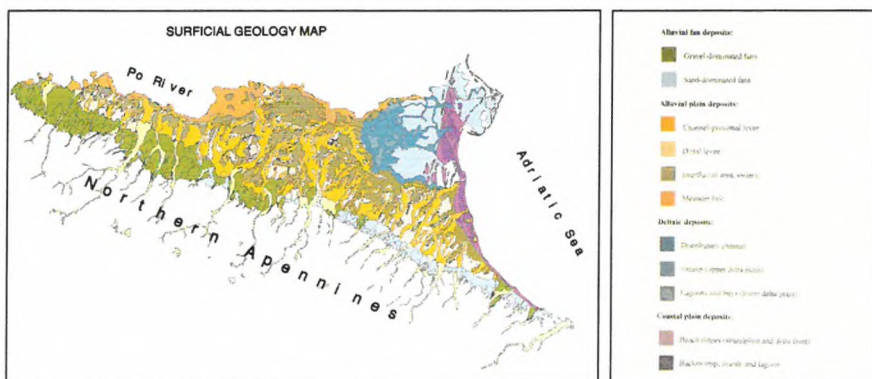 SURFICIAL GEOLOGY MAP
Po River
Adriatic Sea
Northern Apennines
Alluvial fan deposits:
Gravel-dominated fans
Sand-dominated fans
Alluvial plain deposits:
Channel-proximal levee
Distal levee
Interfluvial area, swamp
Meander belt
Deltaic deposits:
Distributary channel
Coastal plain deposits: